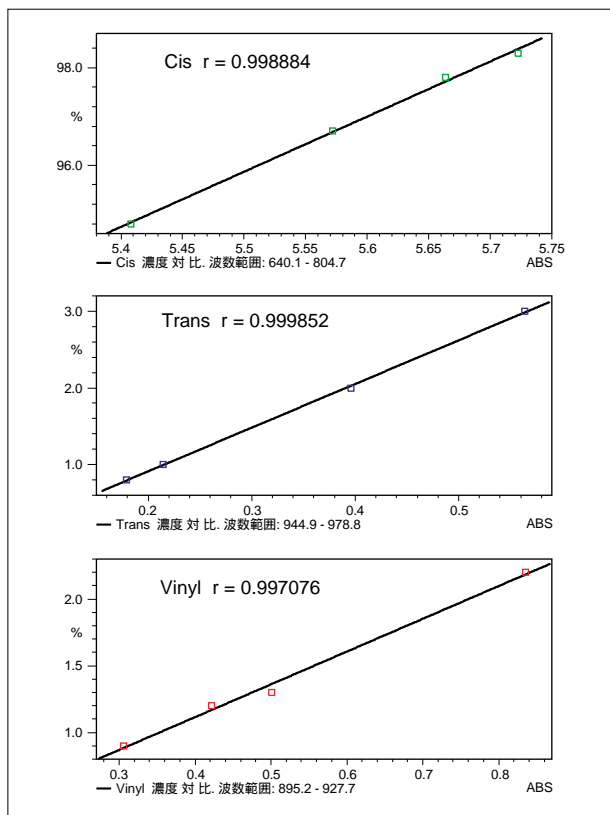 Cis r = 0.998884
98.0
%
96.0
5.4 5.45 5.5 5.55 5.6 5.65 5.7 5.75
Cis 濃度 対 比. 波数範囲: 640.1 - 804.7 ABS
Trans r = 0.999852
3.0
%
2.0
1.0
0.2 0.3 0.4 0.5
Trans 濃度 対 比. 波数範囲: 944.9 - 978.8 ABS
Vinyl r = 0.997076
2.0
%
1.5
1.0
0.3 0.4 0.5 0.6 0.7 0.8
Vinyl 濃度 対 比. 波数範囲: 895.2 - 927.7 ABS